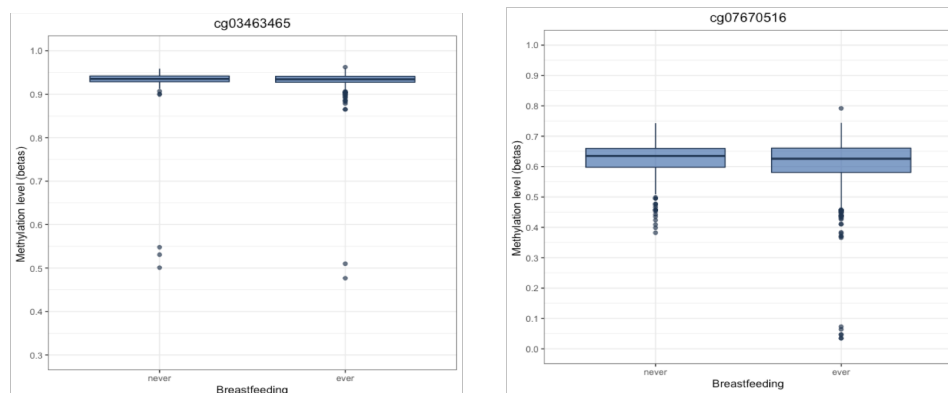 cg03463465
Methylation level (betas)
1.0
0.9
0.8
0.7
0.6
0.5
0.4
0.3
never
ever
Breastfeeding
cg07670516
Methylation level (betas)
1.0
0.9
0.8
0.7
0.6
0.5
0.4
0.3
0.2
0.1
0.0
never
ever
Breastfeeding